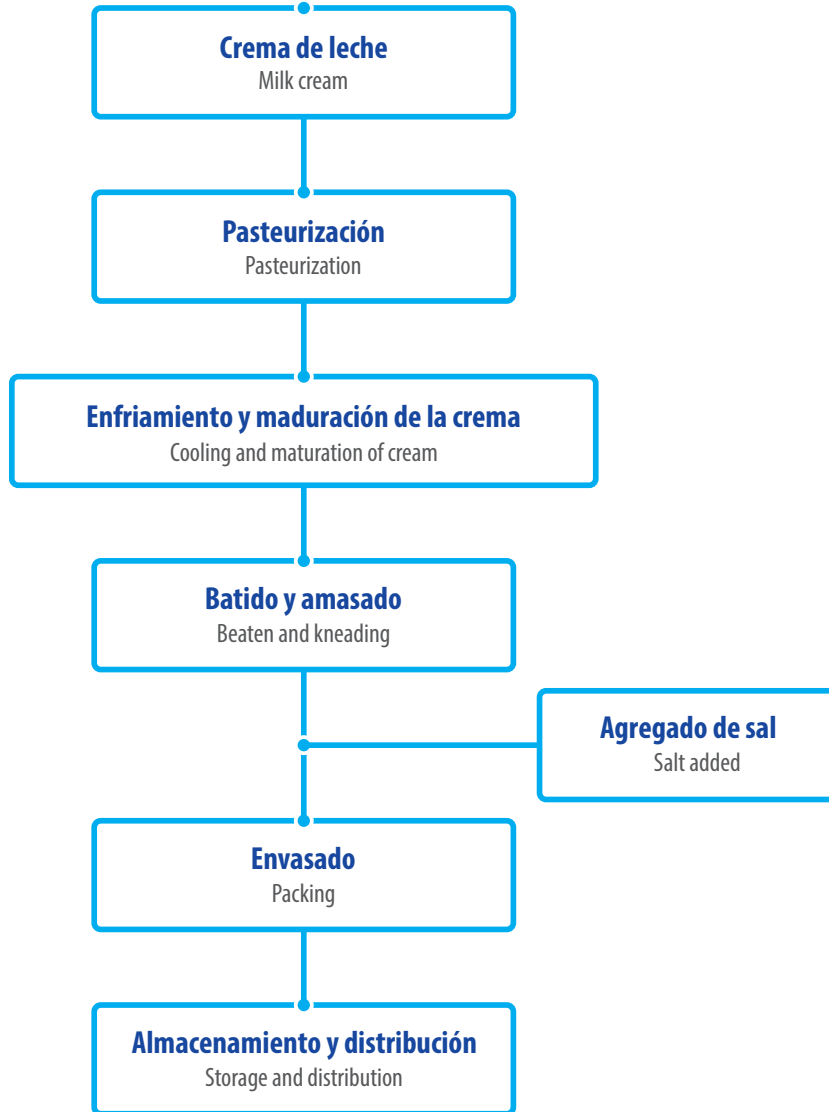 Crema de leche
Milk cream
Pasteurización
Pasteurization
Enfriamiento y maduración de la crema
Cooling and maturation of cream
Batido y amasado
Beaten and kneading
Agregado de sal
Salt added
Envasado
Packing
Almacenamiento y distribución
Storage and distribution